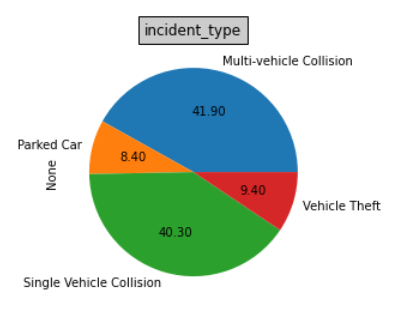 incident_type
Multi-vehicle Collision
41.90
Parked Car
8.40
None
9.40
Vehicle Theft
40.30
Single Vehicle Collision